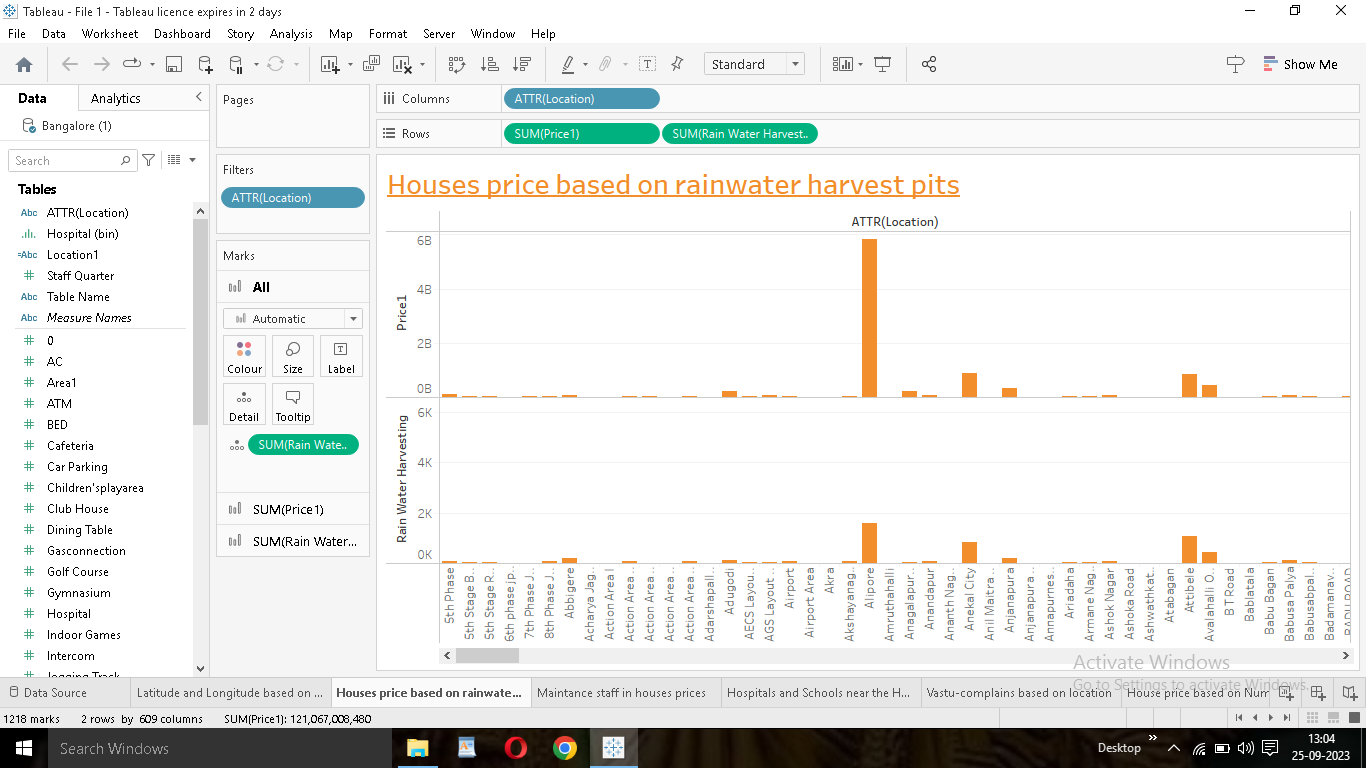 Tableau - File 1 - Tableau licence expires in 2 days
File Data Worksheet Dashboard Story Analysis Map Format Server Window Help
Standard
Show Me
Data Analytics
Bangalore (1)
Search
Tables
Abc ATTR(Location)
Hospital (bin)
=Abc Location1
# Staff Quarter
Abc Table Name
Abc Measure Names
# 0
# AC
# Area1
# ATM
# BED
# Cafeteria
# Car Parking
# Children'splayarea
# Club House
# Dining Table
# Gasconnection
# Golf Course
# Gymnasium
# Hospital
# Indoor Games
# Intercom
# Jogging Track
Pages
Filters
ATTR(Location)
Marks
All
Automatic
Colour Size Label
Detail Tooltip
SUM(Rain Wate..
SUM(Price1)
SUM(Rain Water...
Columns ATTR(Location)
Rows SUM(Price1) SUM(Rain Water Harvest..
Houses price based on rainwater harvest pits
ATTR(Location)
6B
4B
2B
0B
Price1
6K
4K
2K
0K
Rain Water Harvesting
5th Phase
5th Stage B..
5th Stage R..
6th phase jp..
7th Phase J..
8th Phase J..
Abbigere
Acharya Jag..
Action Area I
Action Area ..
Action Area ..
Action Area ..
Action Area ..
Adarshapall..
Adugodi
AECS Layou..
AGS Layout ..
Airport
Airport Area
Akra
Akshayanag..
Alipore
Amruthahalli
Anagalapur..
Anandapur
Ananth Nag..
Anekal City
Anil Maitra ..
Anjanapura
Anjanapura ..
Annapurnes..
Ariadaha
Armane Nag..
Ashok Nagar
Ashoka Road
Ashwathkat..
Atabagan
Attibele
Avalahalli O..
B T Road
Bablatala
Babu Bagan
Babusa Palya
Babusabpal..
Badamanav..
Activate Windows
Go to Settings to activate Windows.
Data Source Latitude and Longitude based on ... Houses price based on rainwate... Maintance staff in houses prices Hospitals and Schools near the H... Vastu-complains based on location House price based on Num
1218 marks 2 rows by 609 columns SUM(Price1): 121,067,008,480
Search Windows
Desktop
13:04
25-09-2023